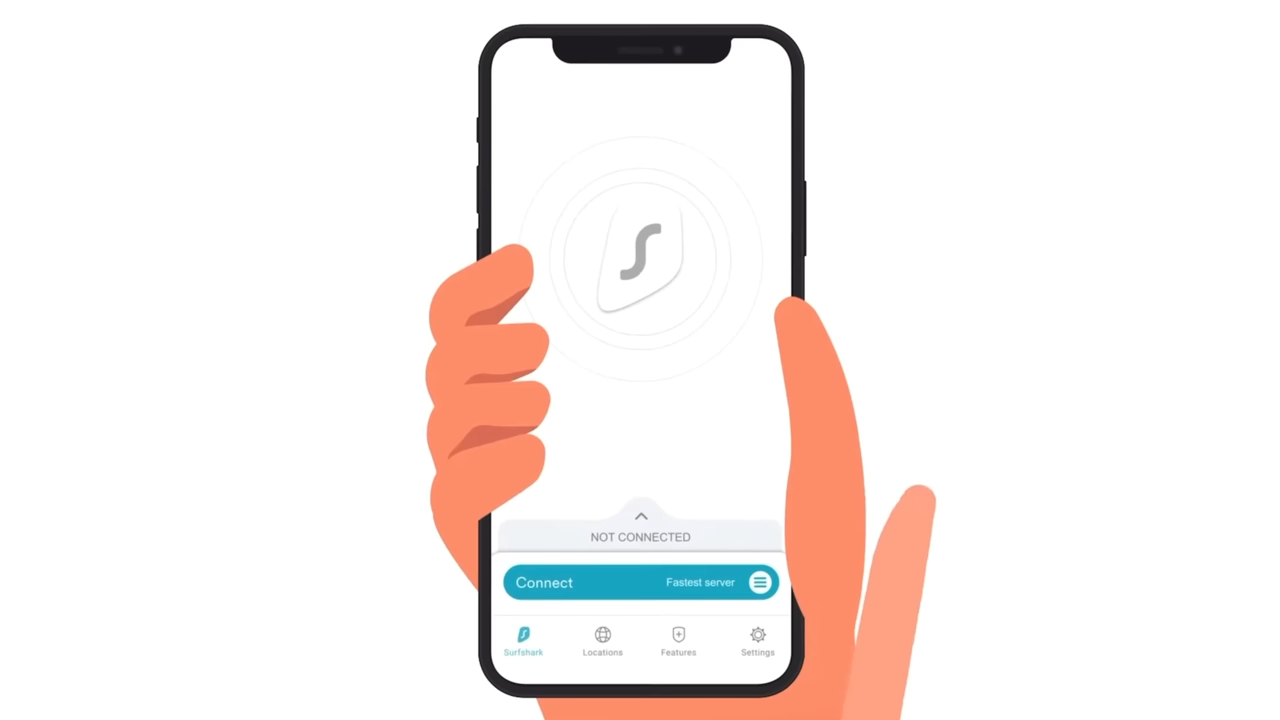 S
NOT CONNECTED
Connect Fastest server
Surfshark Locations Features Settings